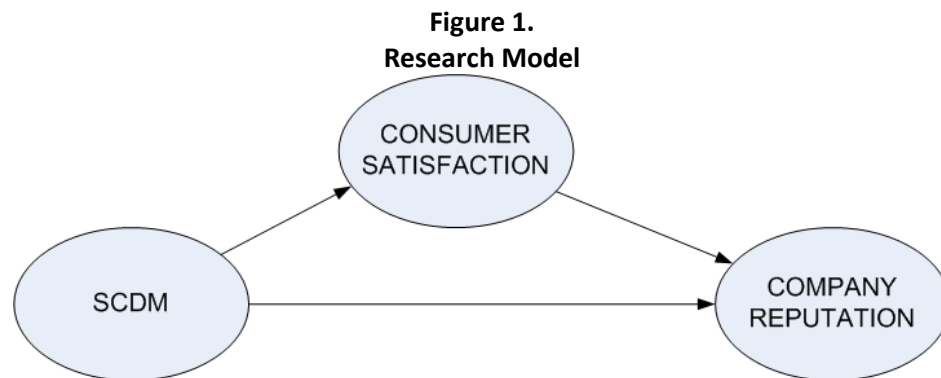 Figure 1.
Research Model
CONSUMER
SATISFACTION
SCDM
COMPANY
REPUTATION